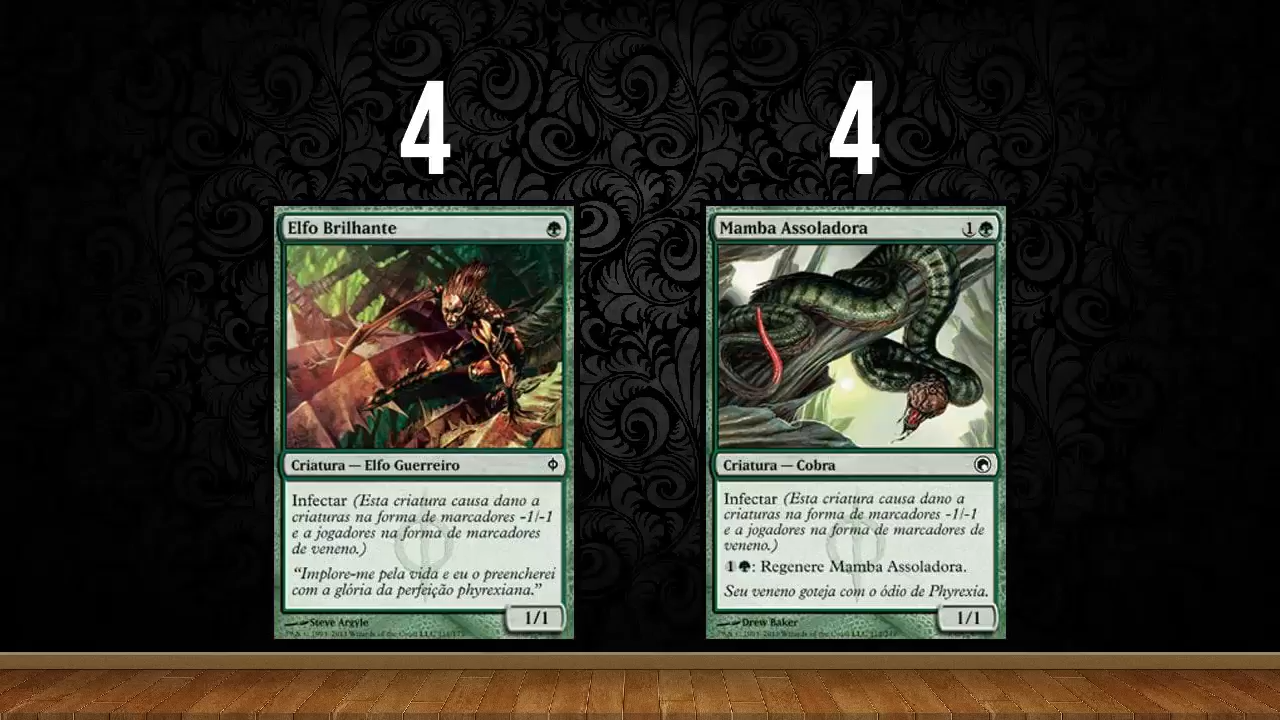 4
4
Elfo Brilhante
Criatura — Elfo Guerreiro
Infectar (Esta criatura causa dano a
criaturas na forma de marcadores -1/-1
e a jogadores na forma de marcadores
de veneno.)
“Implore-me pela vida e eu o preencherei
com a glória da perfeição phyrexiana.”
1/1
Steve Argyle
Mamba Assoladora
1
Criatura — Cobra
Infectar (Esta criatura causa dano a
criaturas na forma de marcadores -1/-1
e a jogadores na forma de marcadores de
veneno.)
1 : Regenere Mamba Assoladora.
Seu veneno goteja com o ódio de Phyrexia.
1/1
Drew Baker